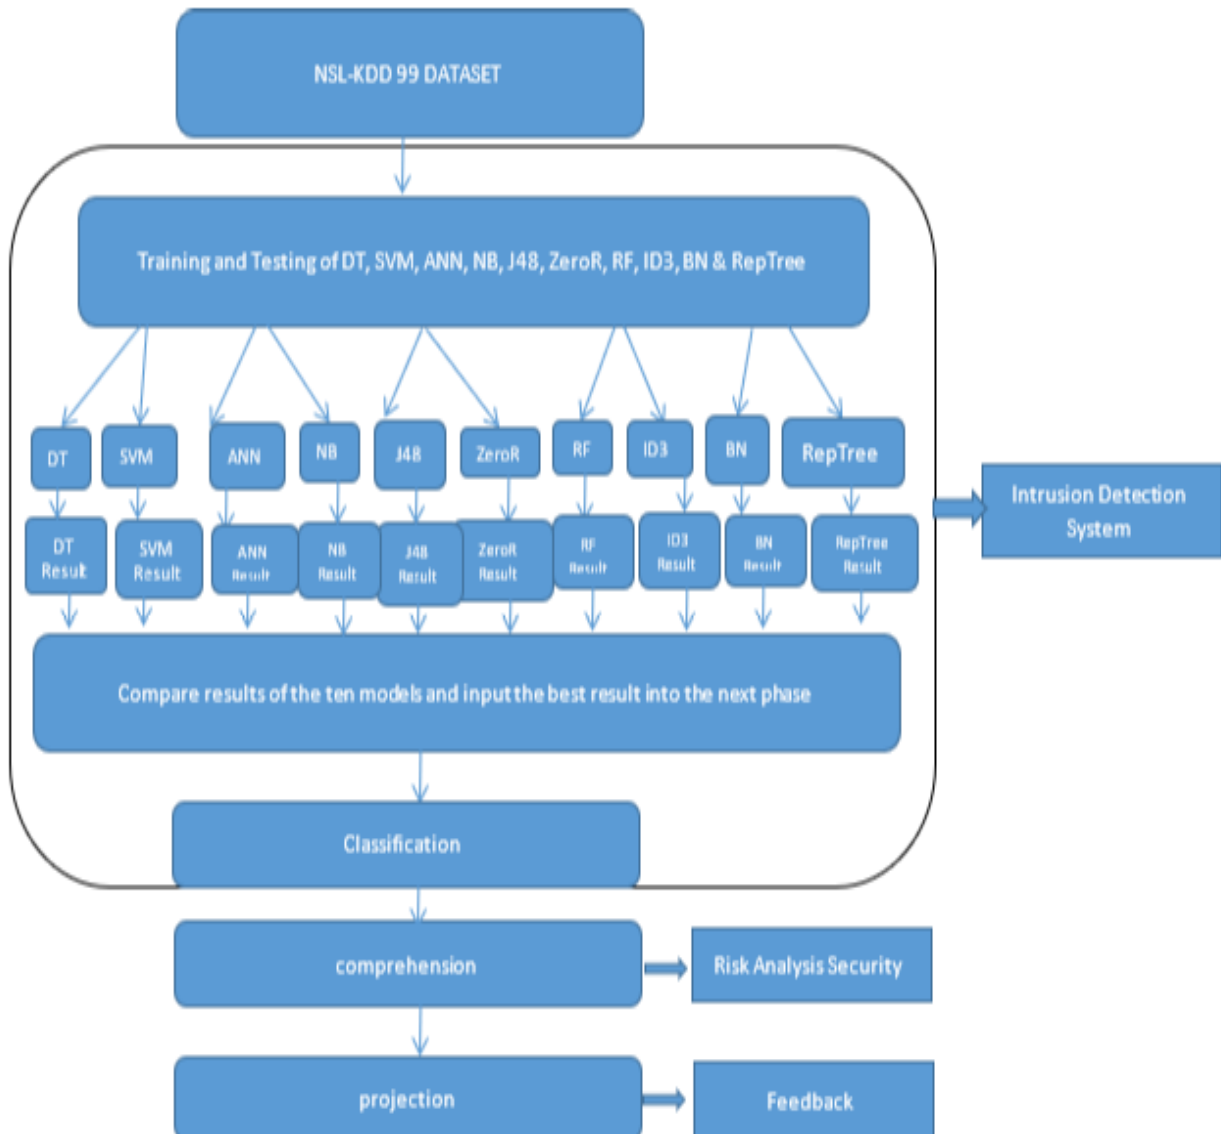 NSL-KDD 99 DATASET
Training and Testing of DT, SVM, ANN, NB, J48, ZeroR, RF, ID3, BN & RepTree
DT
SVM
ANN
NB
J48
ZeroR
RF
ID3
BN
RepTree
Intrusion Detection
System
DT
Result
SVM
Result
ANN
Result
NB
Result
J48
Result
ZeroR
Result
RF
Result
ID3
Result
BN
Result
RepTree
Result
Compare results of the ten models and input the best result into the next phase
Classification
comprehension
Risk Analysis Security
projection
Feedback